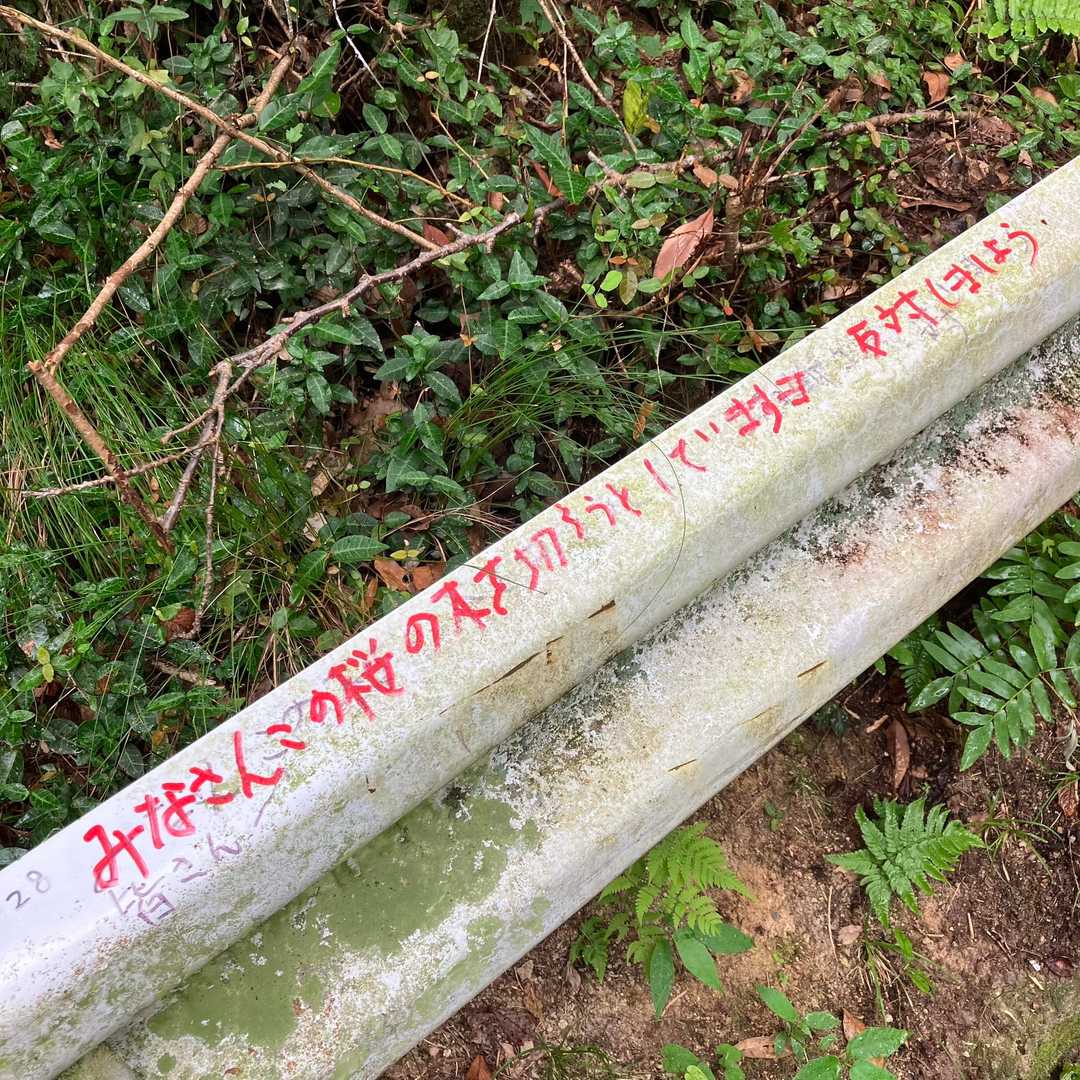 みなさんこの桜の木を切ろうとしていますよ 反対しましょう
皆さん
28